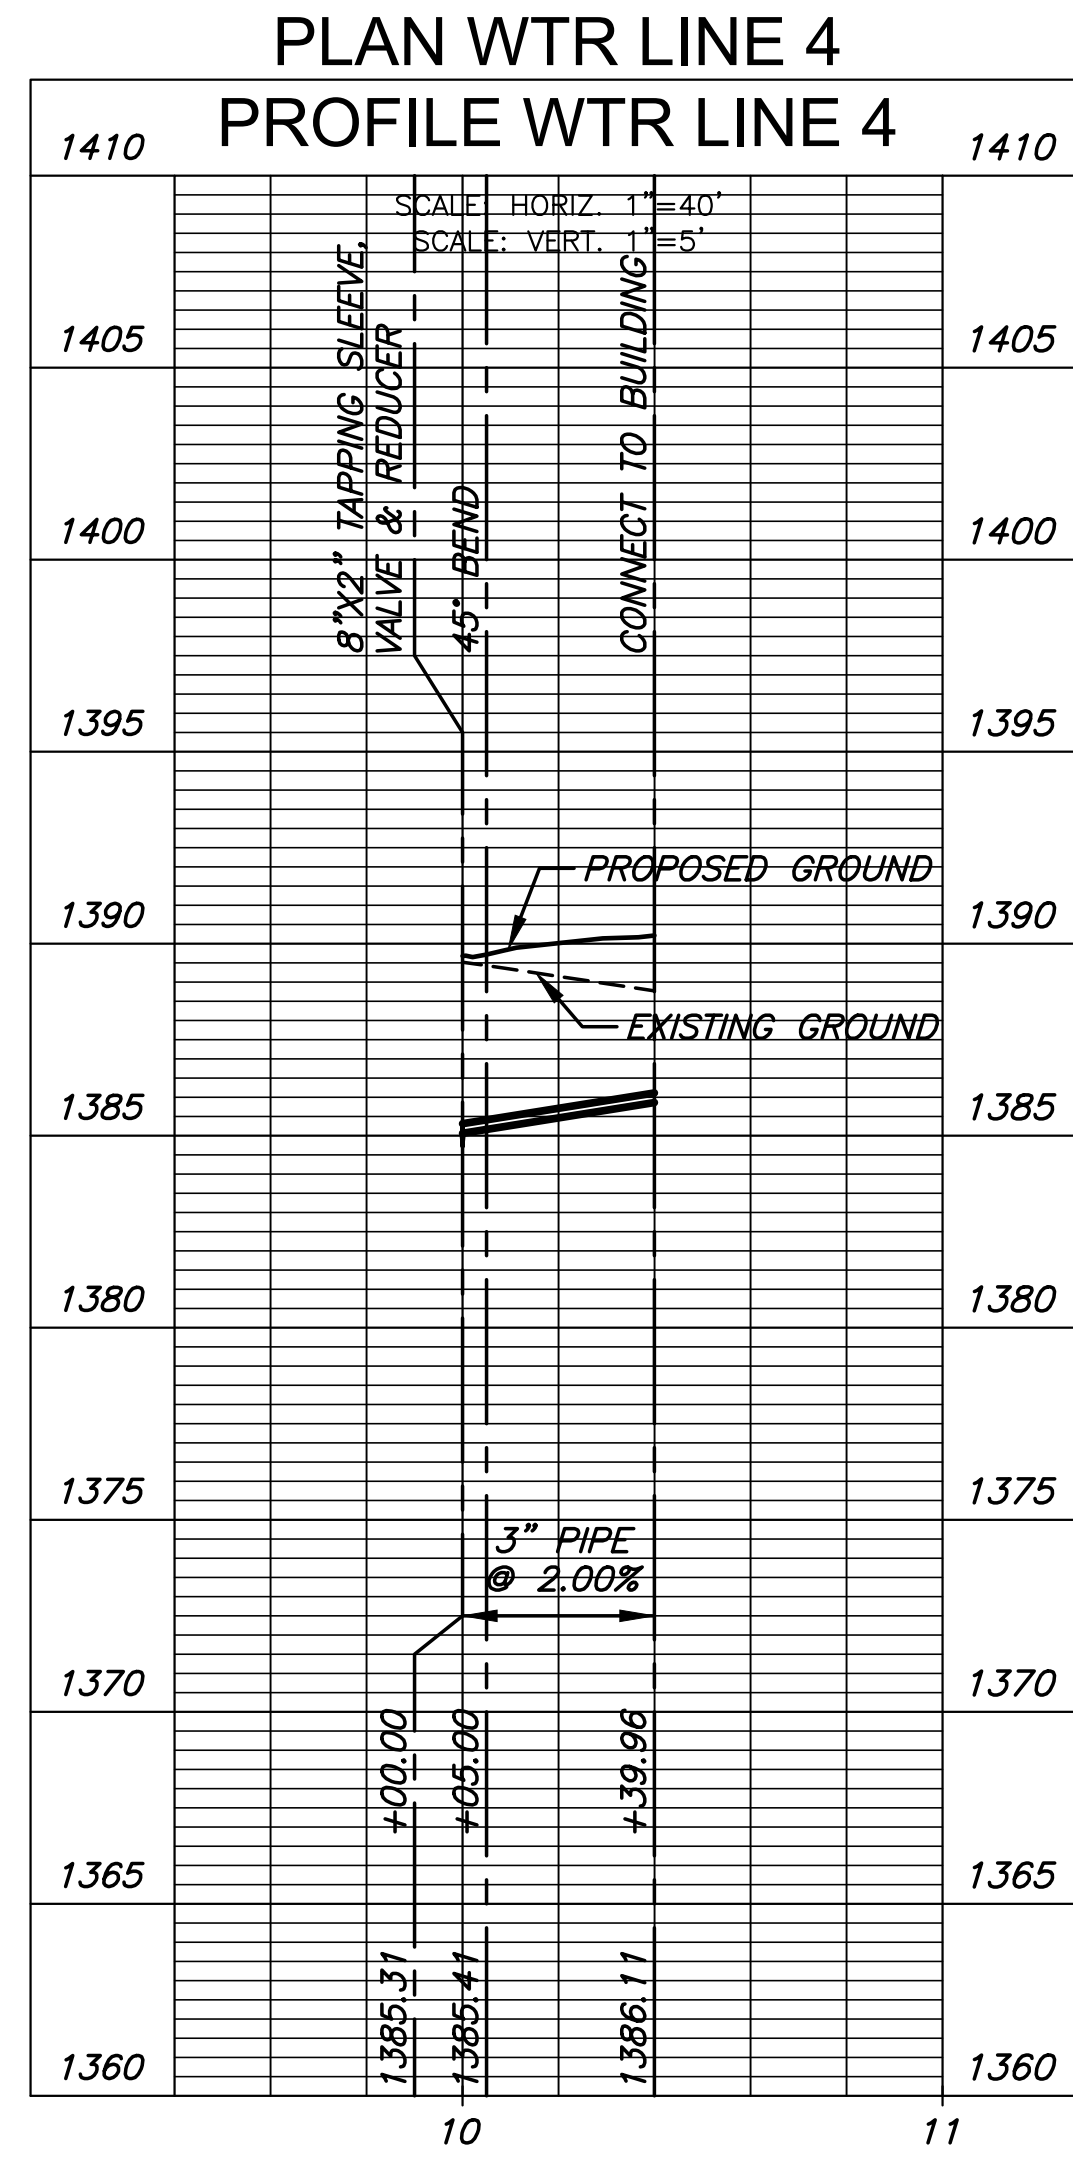 PLAN WTR LINE 4
PROFILE WTR LINE 4
1410 1410
SCALE: HORIZ. 1"=40'
SCALE: VERT. 1"=5'
8"X2" TAPPING SLEEVE,
VALVE & REDUCER
45° BEND
CONNECT TO BUILDING
1405 1405
1400 1400
1395 1395
PROPOSED GROUND
1390 1390
EXISTING GROUND
1385 1385
1380 1380
1375 1375
3" PIPE
@ 2.00%
1370 1370
+00.00
+05.00
+39.96
1365 1365
1385.31
1385.41
1386.11
1360 1360
10 11